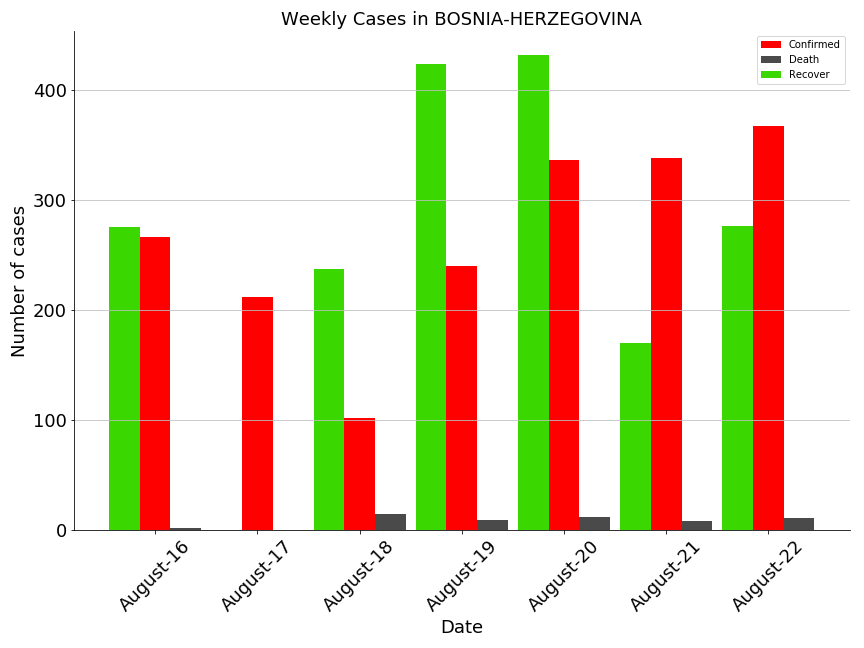 Weekly Cases in BOSNIA-HERZEGOVINA
Confirmed
Death
Recover
Number of cases
400
300
200
100
0
August-16
August-17
August-18
August-19
August-20
August-21
August-22
Date